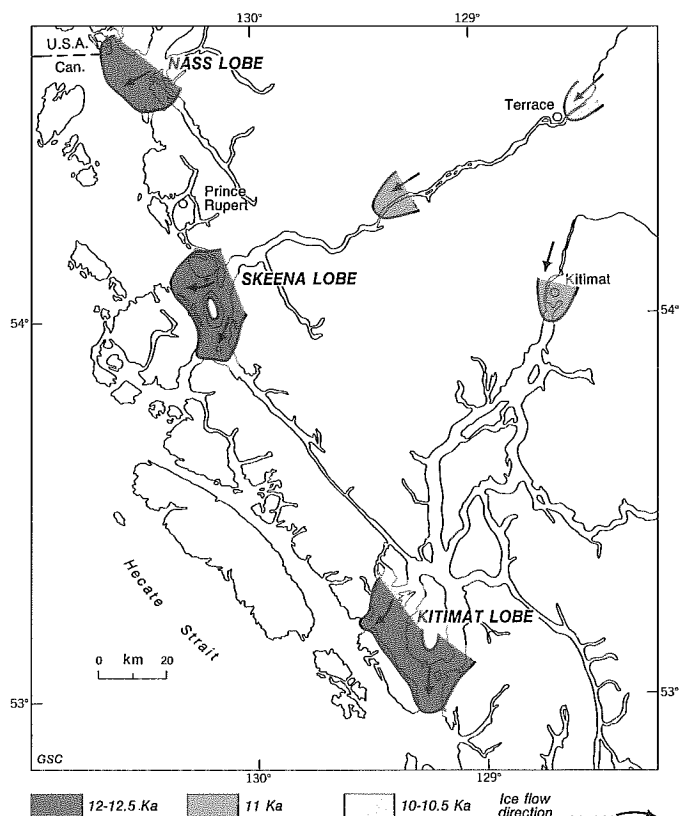 130°
129°
54°
U.S.A.
Can.
NASS LOBE
Terrace
Prince
Rupert
SKEENA LOBE
Kitimat
54°
54°
Hecate
Strait
KITIMAT LOBE
0 km 20
53°
53°
GSC
130°
129°
12-12.5 Ka
11 Ka
10-10.5 Ka
Ice flow
direction